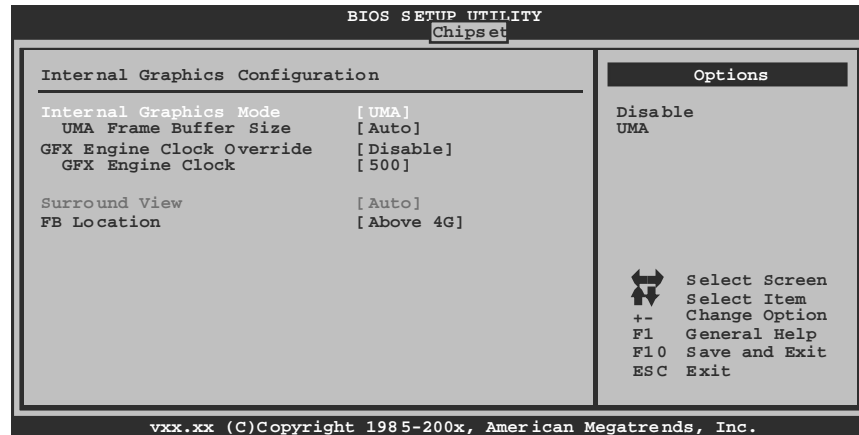 BIOS SETUP UTILITY
Chipset
Internal Graphics Configuration
Internal Graphics Mode [UMA]
UMA Frame Buffer Size [Auto]
GFX Engine Clock Override [Disable]
GFX Engine Clock [500]
Surround View [Auto]
FB Location [Above 4G]
Options
Disable
UMA
Select Screen
Select Item
+- Change Option
F1 General Help
F10 Save and Exit
ESC Exit
vxx.xx (C)Copyright 1985-200x, American Megatrends, Inc.